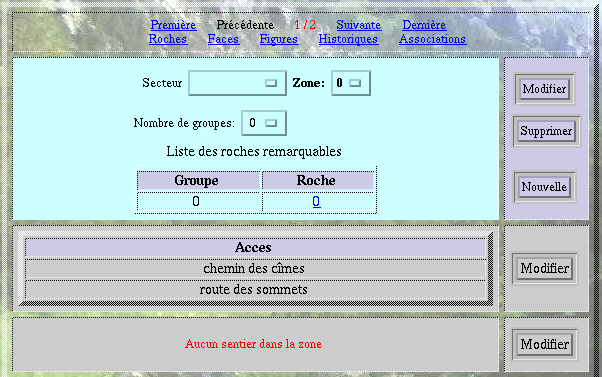 Première Précédente 1 / 2 Suivante Dernière
Roches Faces Figures Historiques Associations
Secteur Zone: 0
Modifier
Nombre de groupes: 0
Supprimer
Liste des roches remarquables
Groupe Roche
0 0
Nouvelle
Acces
chemin des cîmes
route des sommets
Modifier
Aucun sentier dans la zone
Modifier